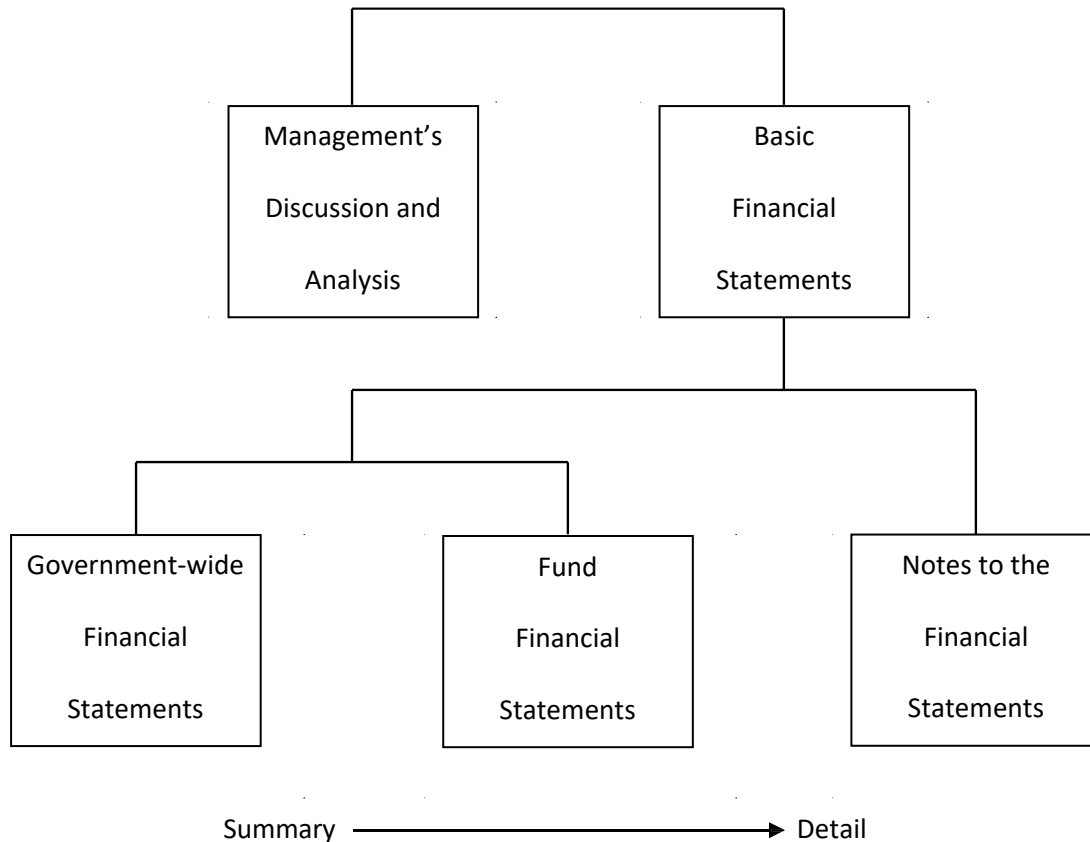 Management’s
Discussion and
Analysis
Basic
Financial
Statements
Government-wide
Financial
Statements
Fund
Financial
Statements
Notes to the
Financial
Statements
Summary
Detail